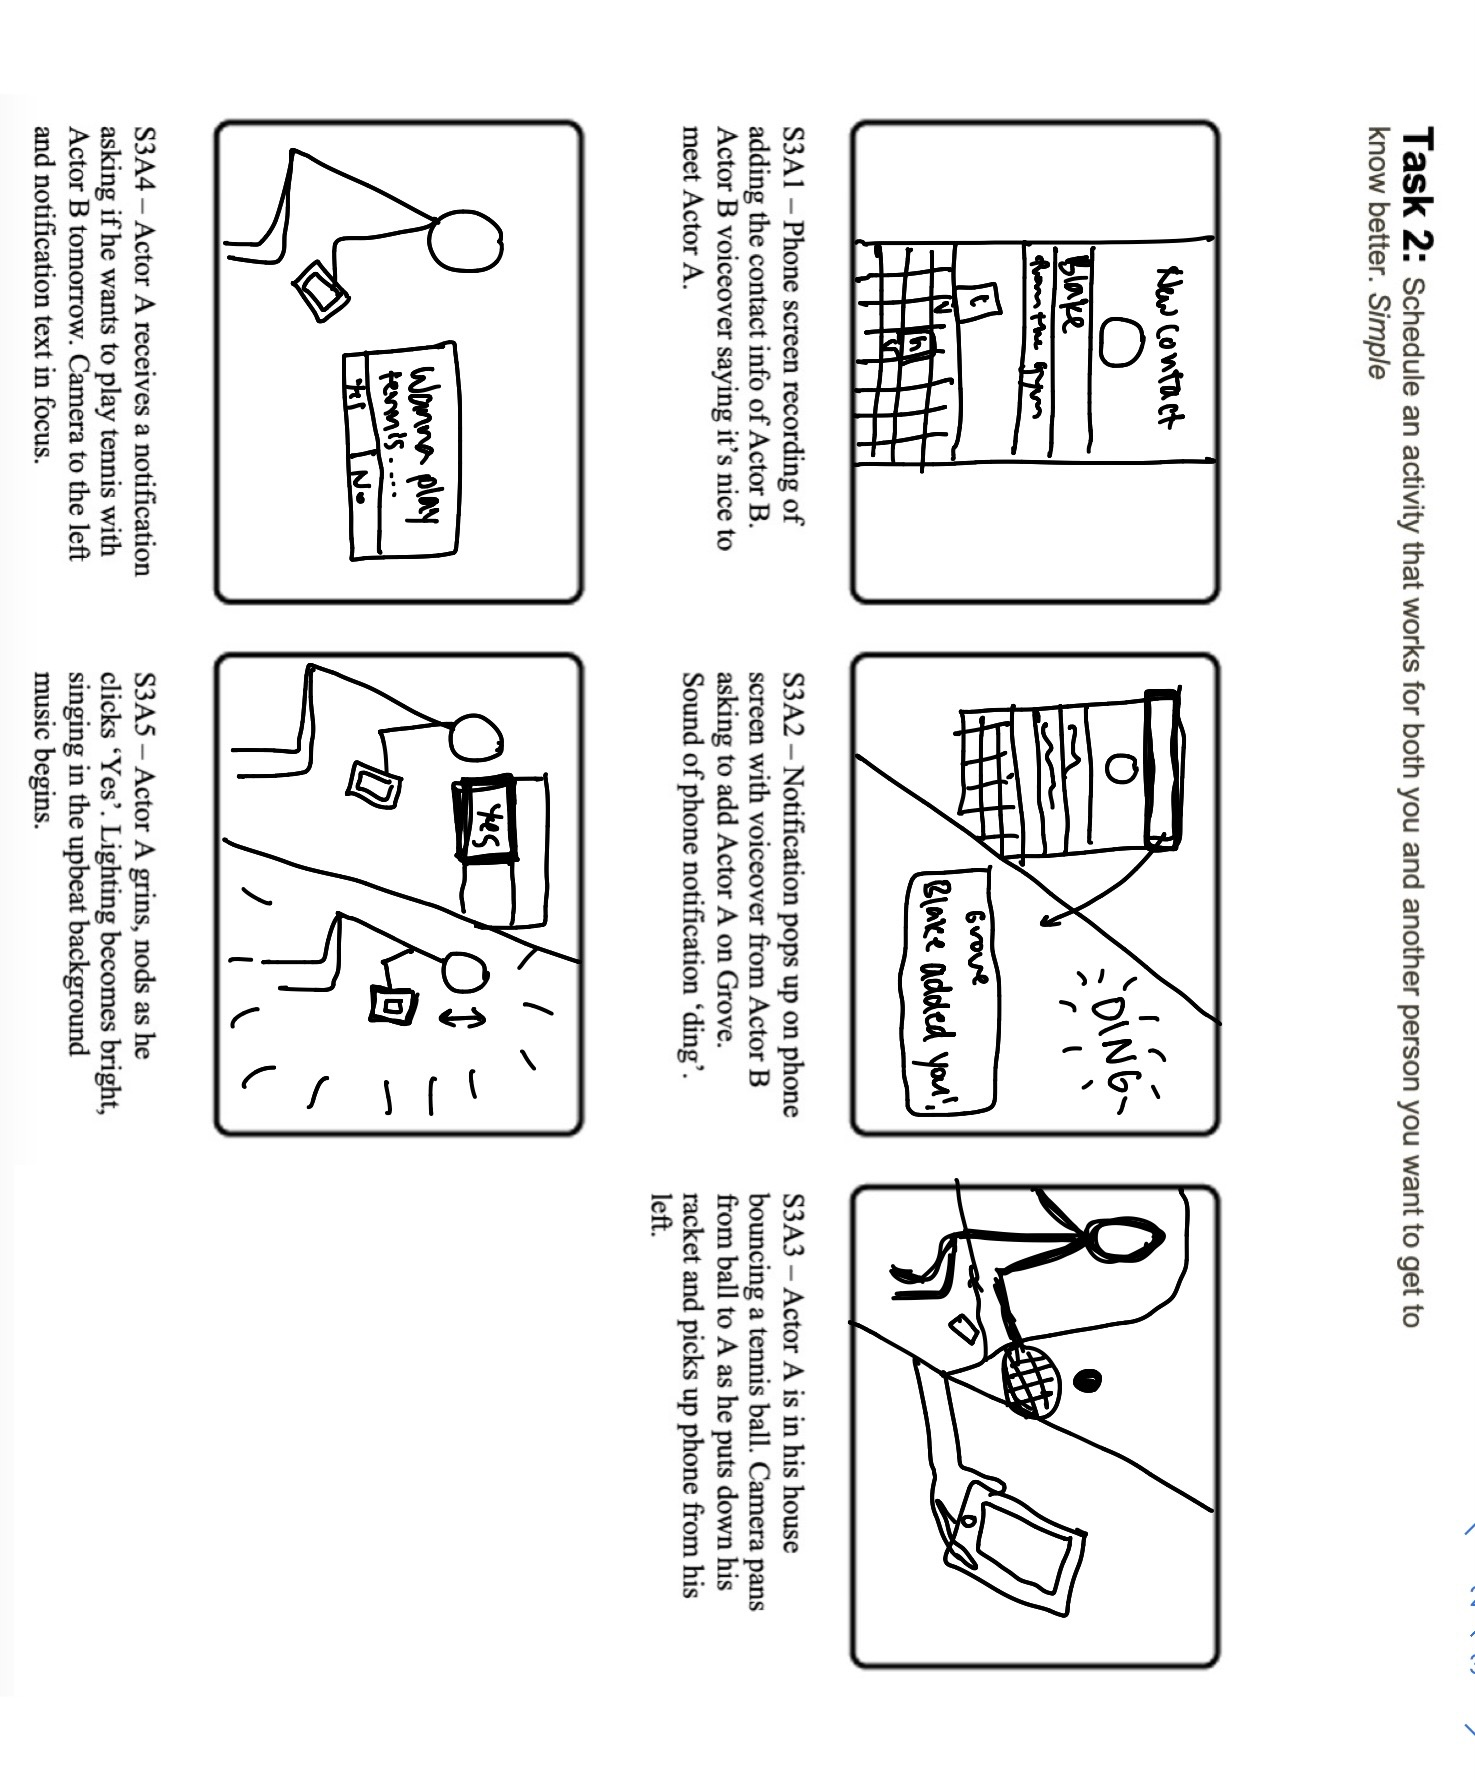 Task 2: Schedule an activity that works for both you and another person you want to get to
know better. Simple
New contact
Blake
from the gym
t
h
Grove
Blake added you!
DING
S3A1 – Phone screen recording of
adding the contact info of Actor B.
Actor B voiceover saying it’s nice to
meet Actor A.
S3A2 – Notification pops up on phone
screen with voiceover from Actor B
asking to add Actor A on Grove.
Sound of phone notification ‘ding’.
S3A3 – Actor A is in his house
bouncing a tennis ball. Camera pans
from ball to A as he puts down his
racket and picks up phone from his
left.
Wanna play
tennis....
Yes No
Yes
S3A4 – Actor A receives a notification
asking if he wants to play tennis with
Actor B tomorrow. Camera to the left
and notification text in focus.
S3A5 – Actor A grins, nods as he
clicks ‘Yes’. Lighting becomes bright,
singing in the upbeat background
music begins.